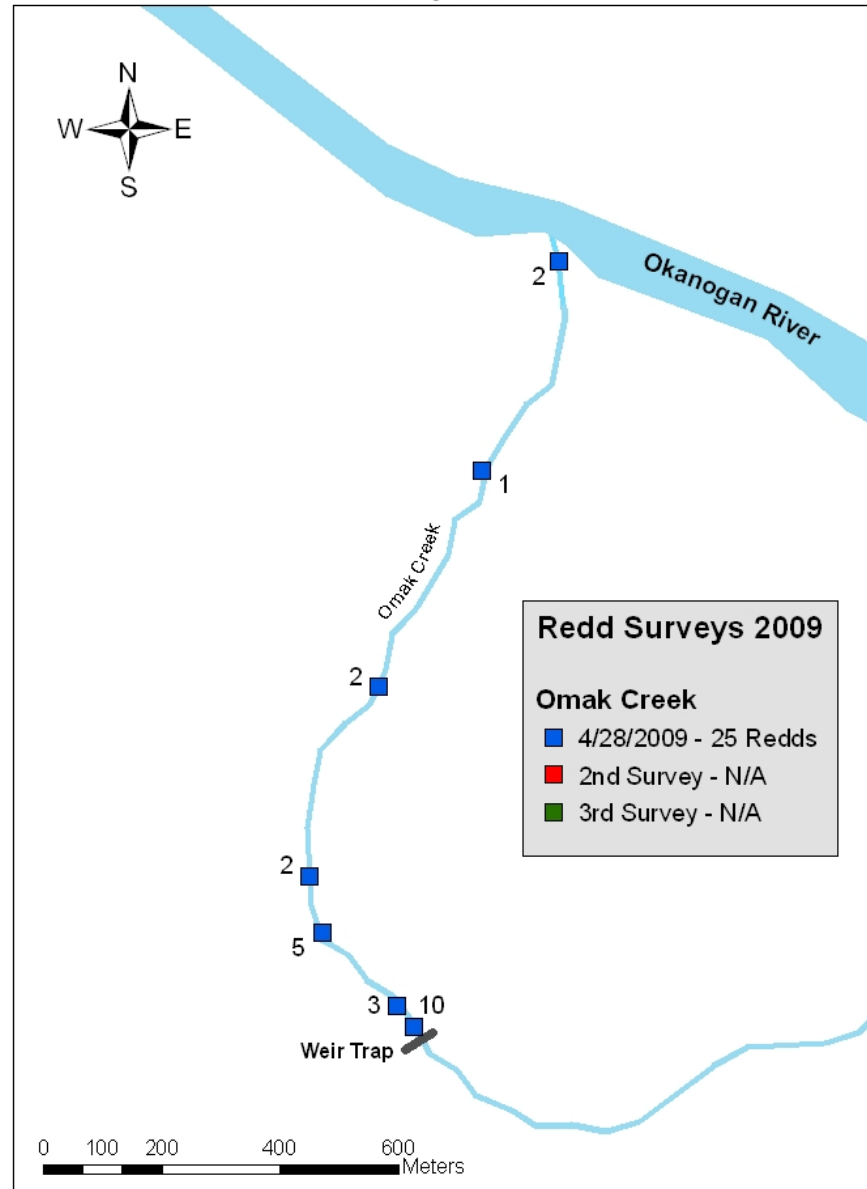 N
W E
S
Okanogan River
2
1
Omak Creek
2
Redd Surveys 2009
Omak Creek
4/28/2009 - 25 Redds
2nd Survey - N/A
3rd Survey - N/A
2
5
3 10
Weir Trap
0 100 200 400 600
Meters